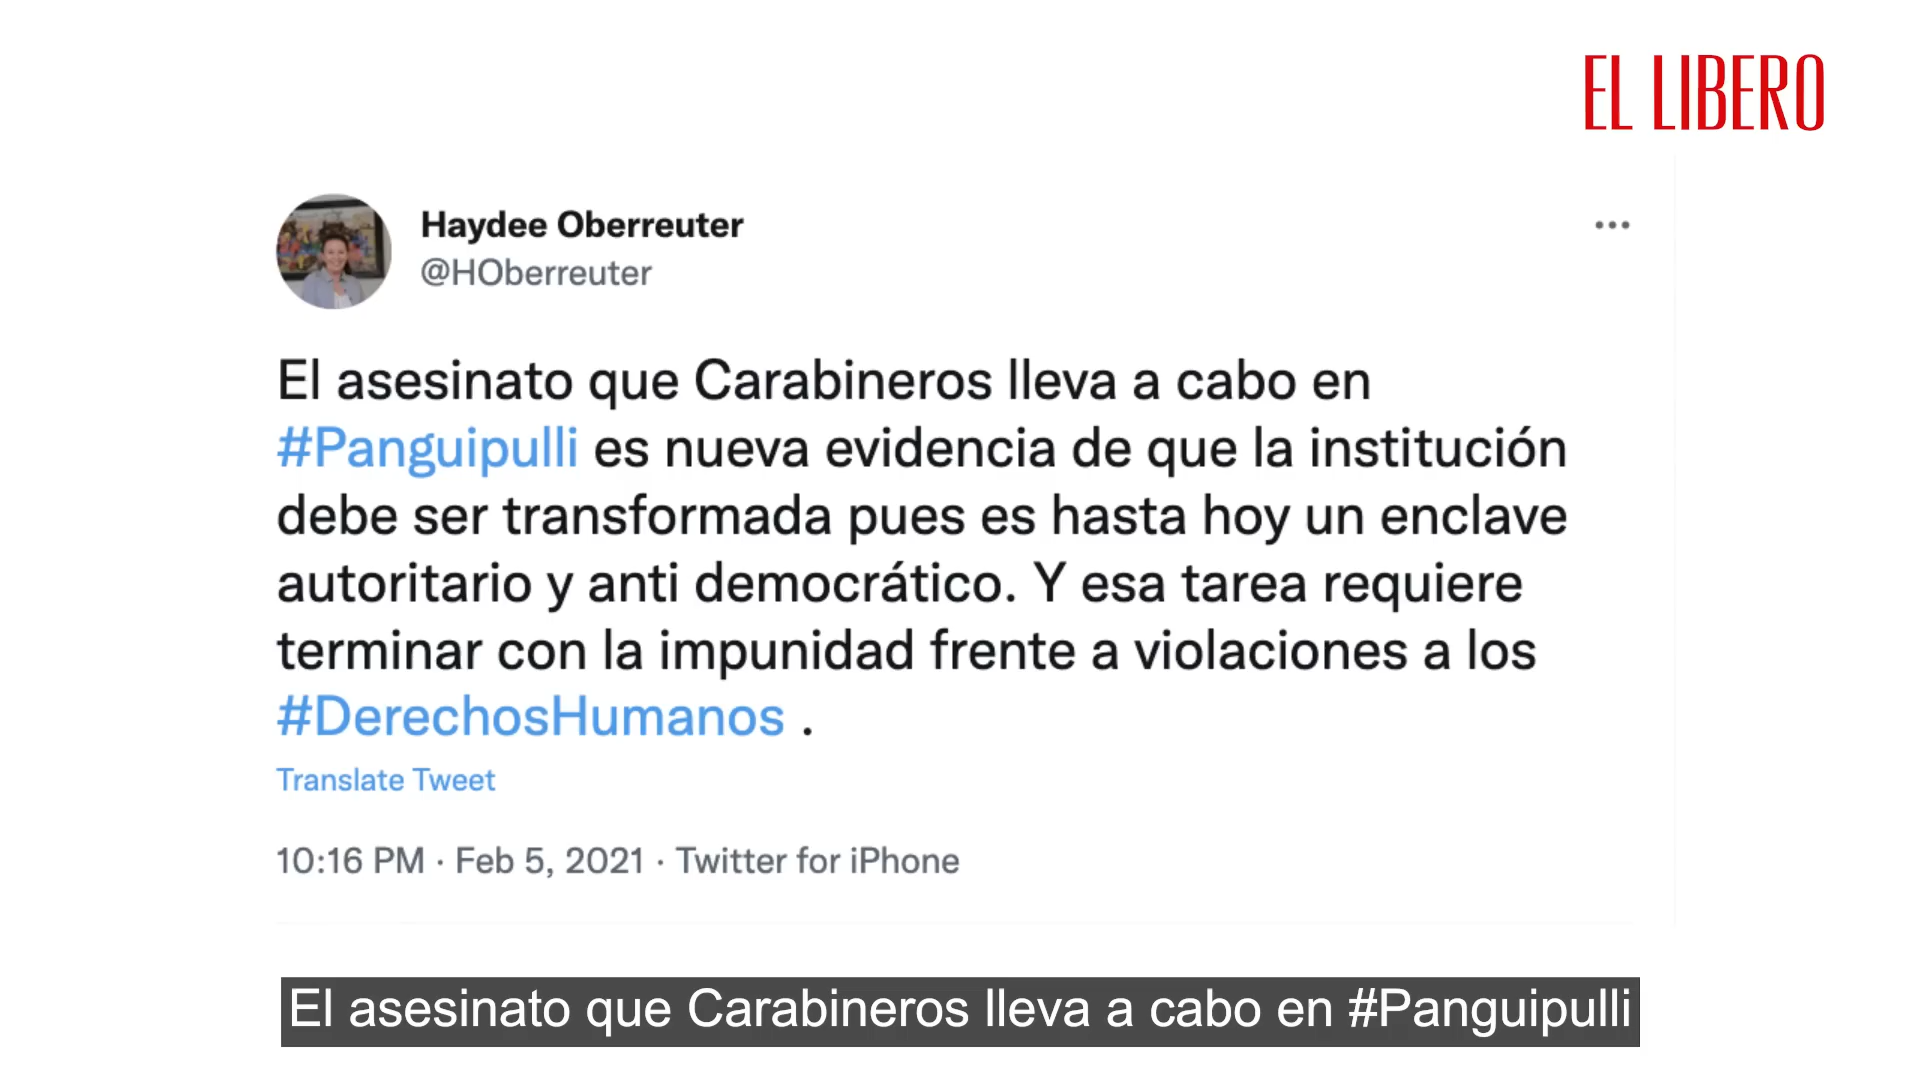 EL LIBERO
Haydee Oberreuter
@HOberreuter
El asesinato que Carabineros lleva a cabo en
#Panguipulli es nueva evidencia de que la institución
debe ser transformada pues es hasta hoy un enclave
autoritario y anti democrático. Y esa tarea requiere
terminar con la impunidad frente a violaciones a los
#DerechosHumanos .
Translate Tweet
10:16 PM · Feb 5, 2021 · Twitter for iPhone
El asesinato que Carabineros lleva a cabo en #Panguipulli